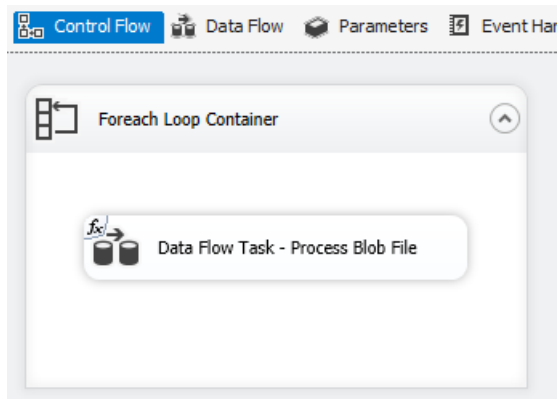 Control Flow Data Flow Parameters Event Har
Foreach Loop Container
fx
Data Flow Task - Process Blob File